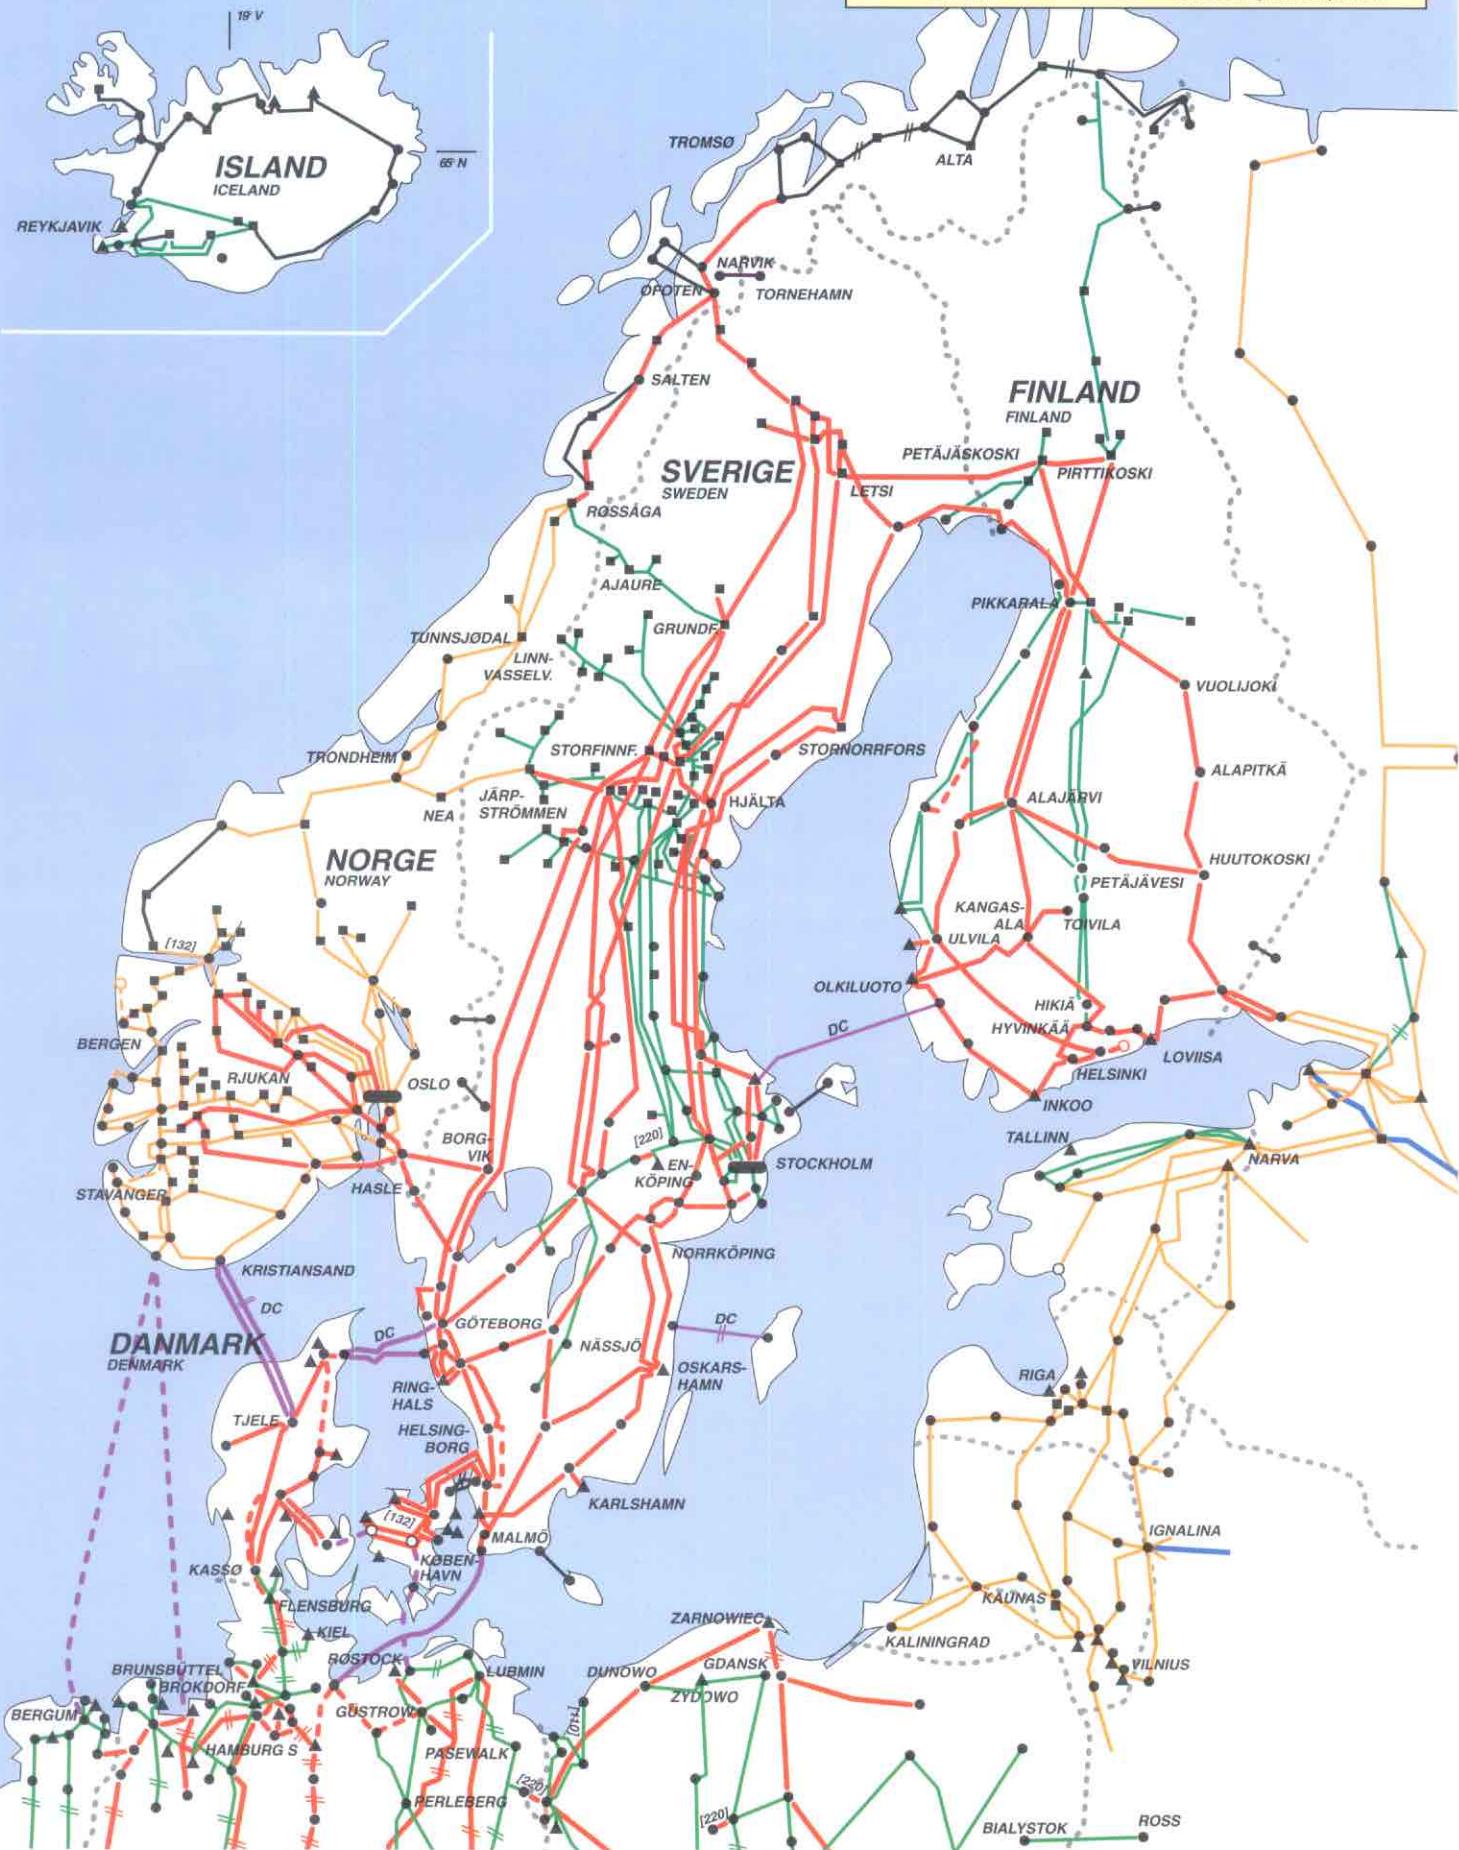 19° V
ISLAND
ICELAND
65° N
REYKJAVIK
TROMSØ
ALTA
NARVIK
OFOTEN
TORNEHAMN
SALTEN
FINLAND
FINLAND
PETÄJÄSKOSKI
PIRTTIKOSKI
SVERIGE
SWEDEN
LETSI
RØSSÅGA
AJAURE
PIKKARALA
GRUNDF.
TUNNSJØDAL
LINN-
VASSELV.
VUOLIJOKI
STORFINNF.
STORNORRFORS
TRONDHEIM
ALAPITKÄ
NEA
JÄRP-
STRÖMMEN
HJÄLTA
ALAJÄRVI
NORGE
NORWAY
HUUTOKOSKI
PETÄJÄVESI
KANGAS-
ALA
TOIVILA
[132]
ULVILA
OLKILUOTO
HIKIÄ
HYVINKÄÄ
DC
BERGEN
LOVIISA
RJUKAN
OSLO
HELSINKI
INKOO
BORG-
VIK
[220]
TALLINN
EN-
KÖPING
STOCKHOLM
NARVA
STAVANGER
HASLE
NORRKÖPING
KRISTIANSAND
DC
DANMARK
DENMARK
DC
GÖTEBORG
DC
NÄSSJÖ
OSKARS-
HAMN
RIGA
RING-
HALS
TJELE
HELSING-
BORG
KARLSHAMN
[132]
MALMÖ
IGNALINA
KASSØ
KØBEN-
HAVN
FLENSBURG
KAUNAS
ZARNOWIEC
KIEL
KALININGRAD
RØSTOCK
BRUNSBÜTTEL
LUBMIN
DUNOWO
GDANSK
VILNIUS
BROKDORF
ZYDOWO
BERGUM
GÜSTROW
[110]
HAMBURG S
PASEWALK
[220]
PERLEBERG
[220]
BIALYSTOK
ROSS